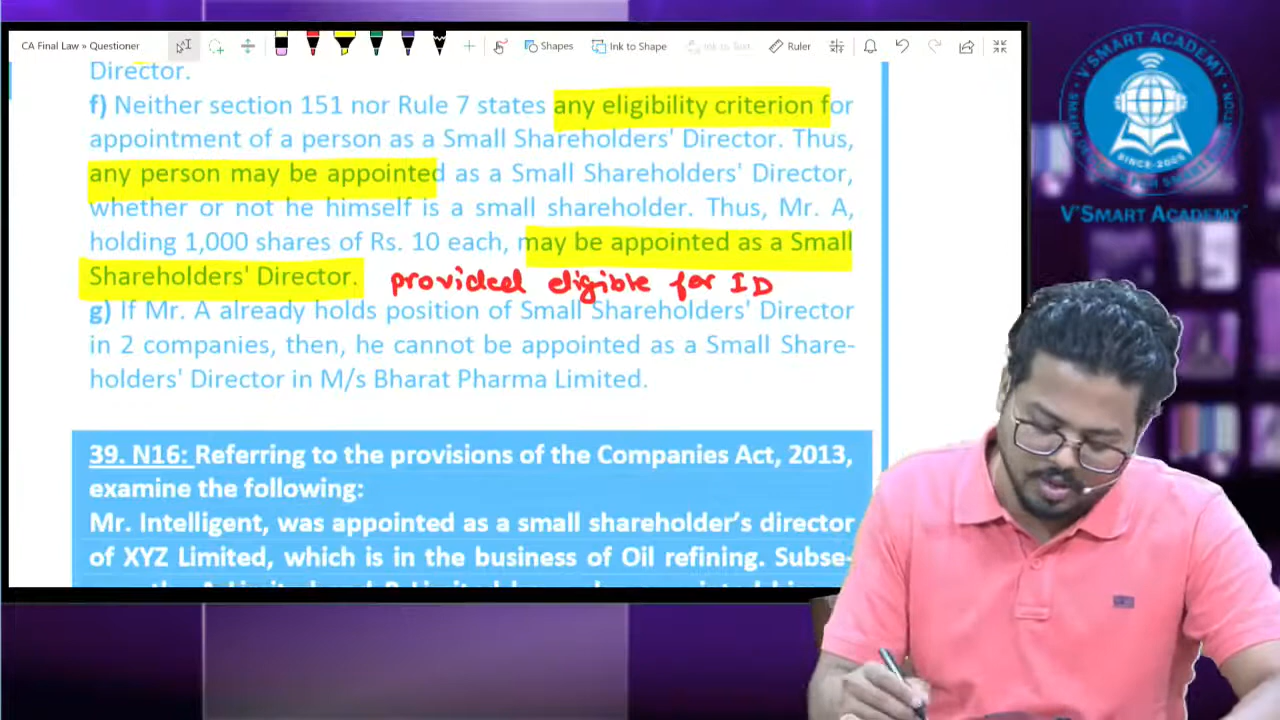 CA Final Law » Questioner
Shapes
Ink to Shape
Ink to Text
Ruler
Director.
f) Neither section 151 nor Rule 7 states any eligibility criterion for
appointment of a person as a Small Shareholders' Director. Thus,
any person may be appointed as a Small Shareholders' Director,
whether or not he himself is a small shareholder. Thus, Mr. A,
holding 1,000 shares of Rs. 10 each, may be appointed as a Small
Shareholders' Director. provided eligible for ID
g) If Mr. A already holds position of Small Shareholders' Director
in 2 companies, then, he cannot be appointed as a Small Share-
holders' Director in M/s Bharat Pharma Limited.
39. N16: Referring to the provisions of the Companies Act, 2013,
examine the following:
Mr. Intelligent, was appointed as a small shareholder's director
of XYZ Limited, which is in the business of Oil refining. Subse-
V'SMART ACADEMY
SINCE-2006
V'SMART ACADEMY